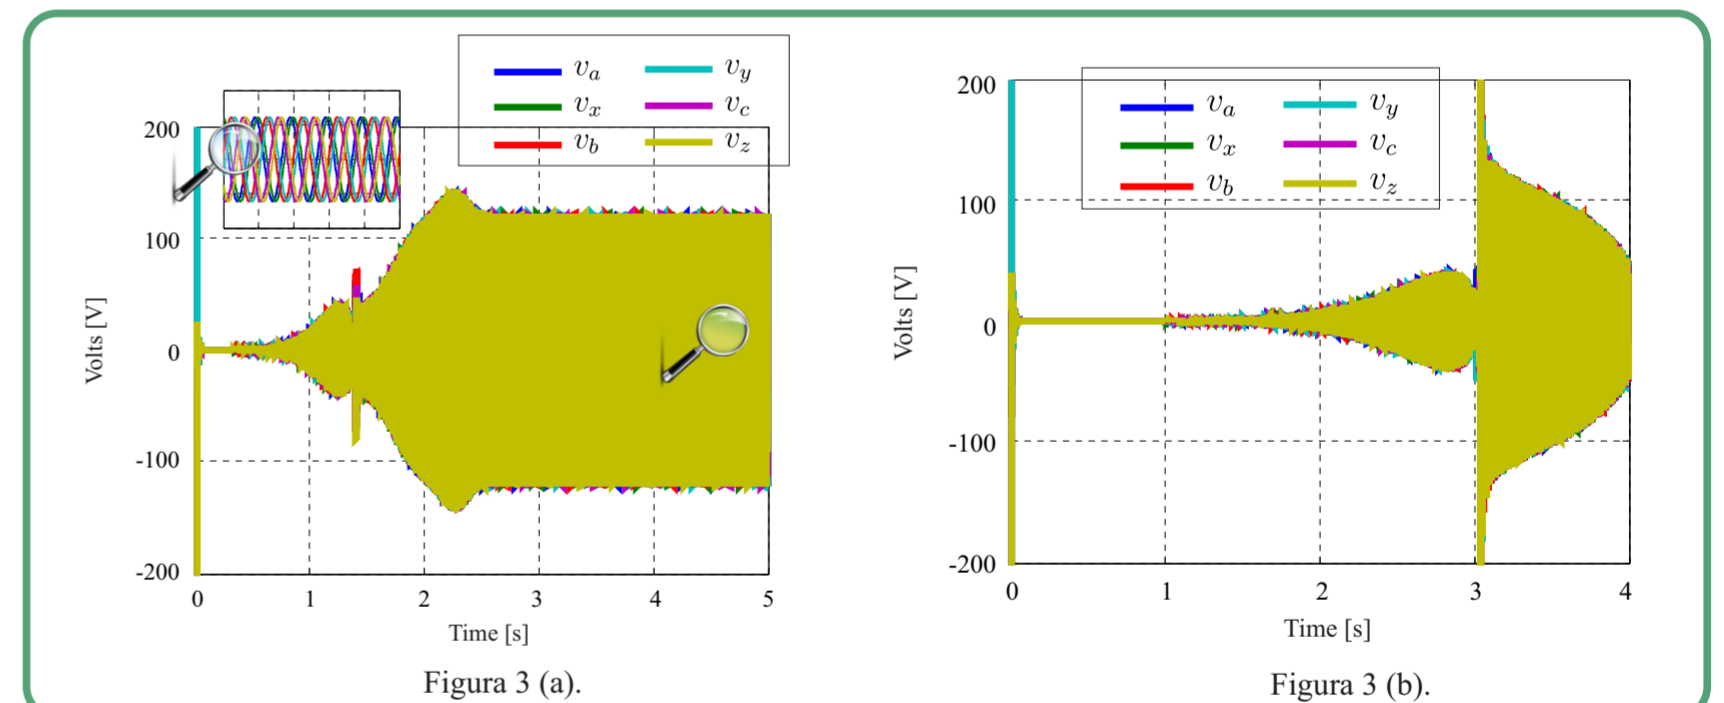 v_a v_y
v_x v_c
v_b v_z
200
100
0
-100
-200
Volts [V]
0 1 2 3 4 5
Time [s]
Figura 3 (a).
v_a v_y
v_x v_c
v_b v_z
200
100
0
-100
-200
Volts [V]
0 1 2 3 4
Time [s]
Figura 3 (b).